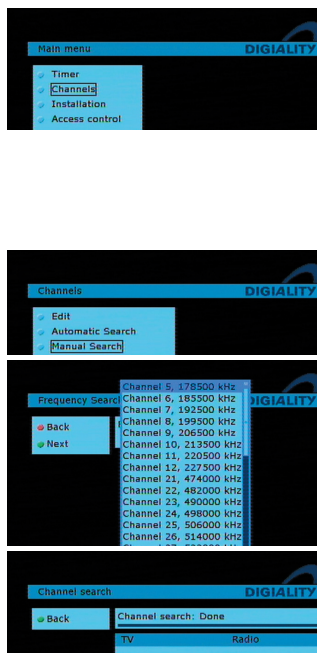 Main menu DIGIALITY
Timer
Channels
Installation
Access control
Channels DIGIALITY
Edit
Automatic Search
Manual Search
Frequency Searc DIGIALITY
Back
Next
Channel 5, 178500 kHz
Channel 6, 185500 kHz
Channel 7, 192500 kHz
Channel 8, 199500 kHz
Channel 9, 206500 kHz
Channel 10, 213500 kHz
Channel 11, 220500 kHz
Channel 12, 227500 kHz
Channel 21, 474000 kHz
Channel 22, 482000 kHz
Channel 23, 490000 kHz
Channel 24, 498000 kHz
Channel 25, 506000 kHz
Channel 26, 514000 kHz
Channel search DIGIALITY
Back
Channel search: Done
TV Radio